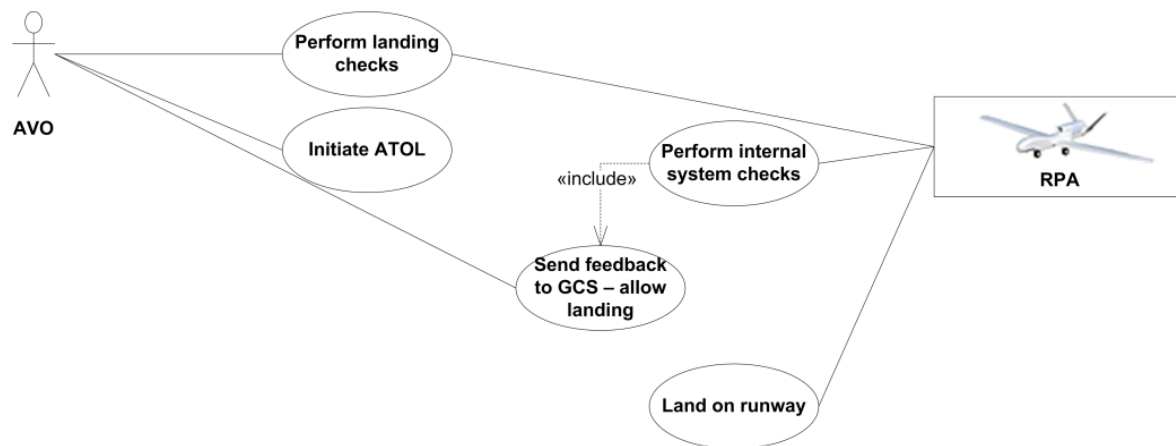 Perform landing
checks
AVO
Initiate ATOL
Perform internal
system checks
RPA
«include»
Send feedback
to GCS – allow
landing
Land on runway